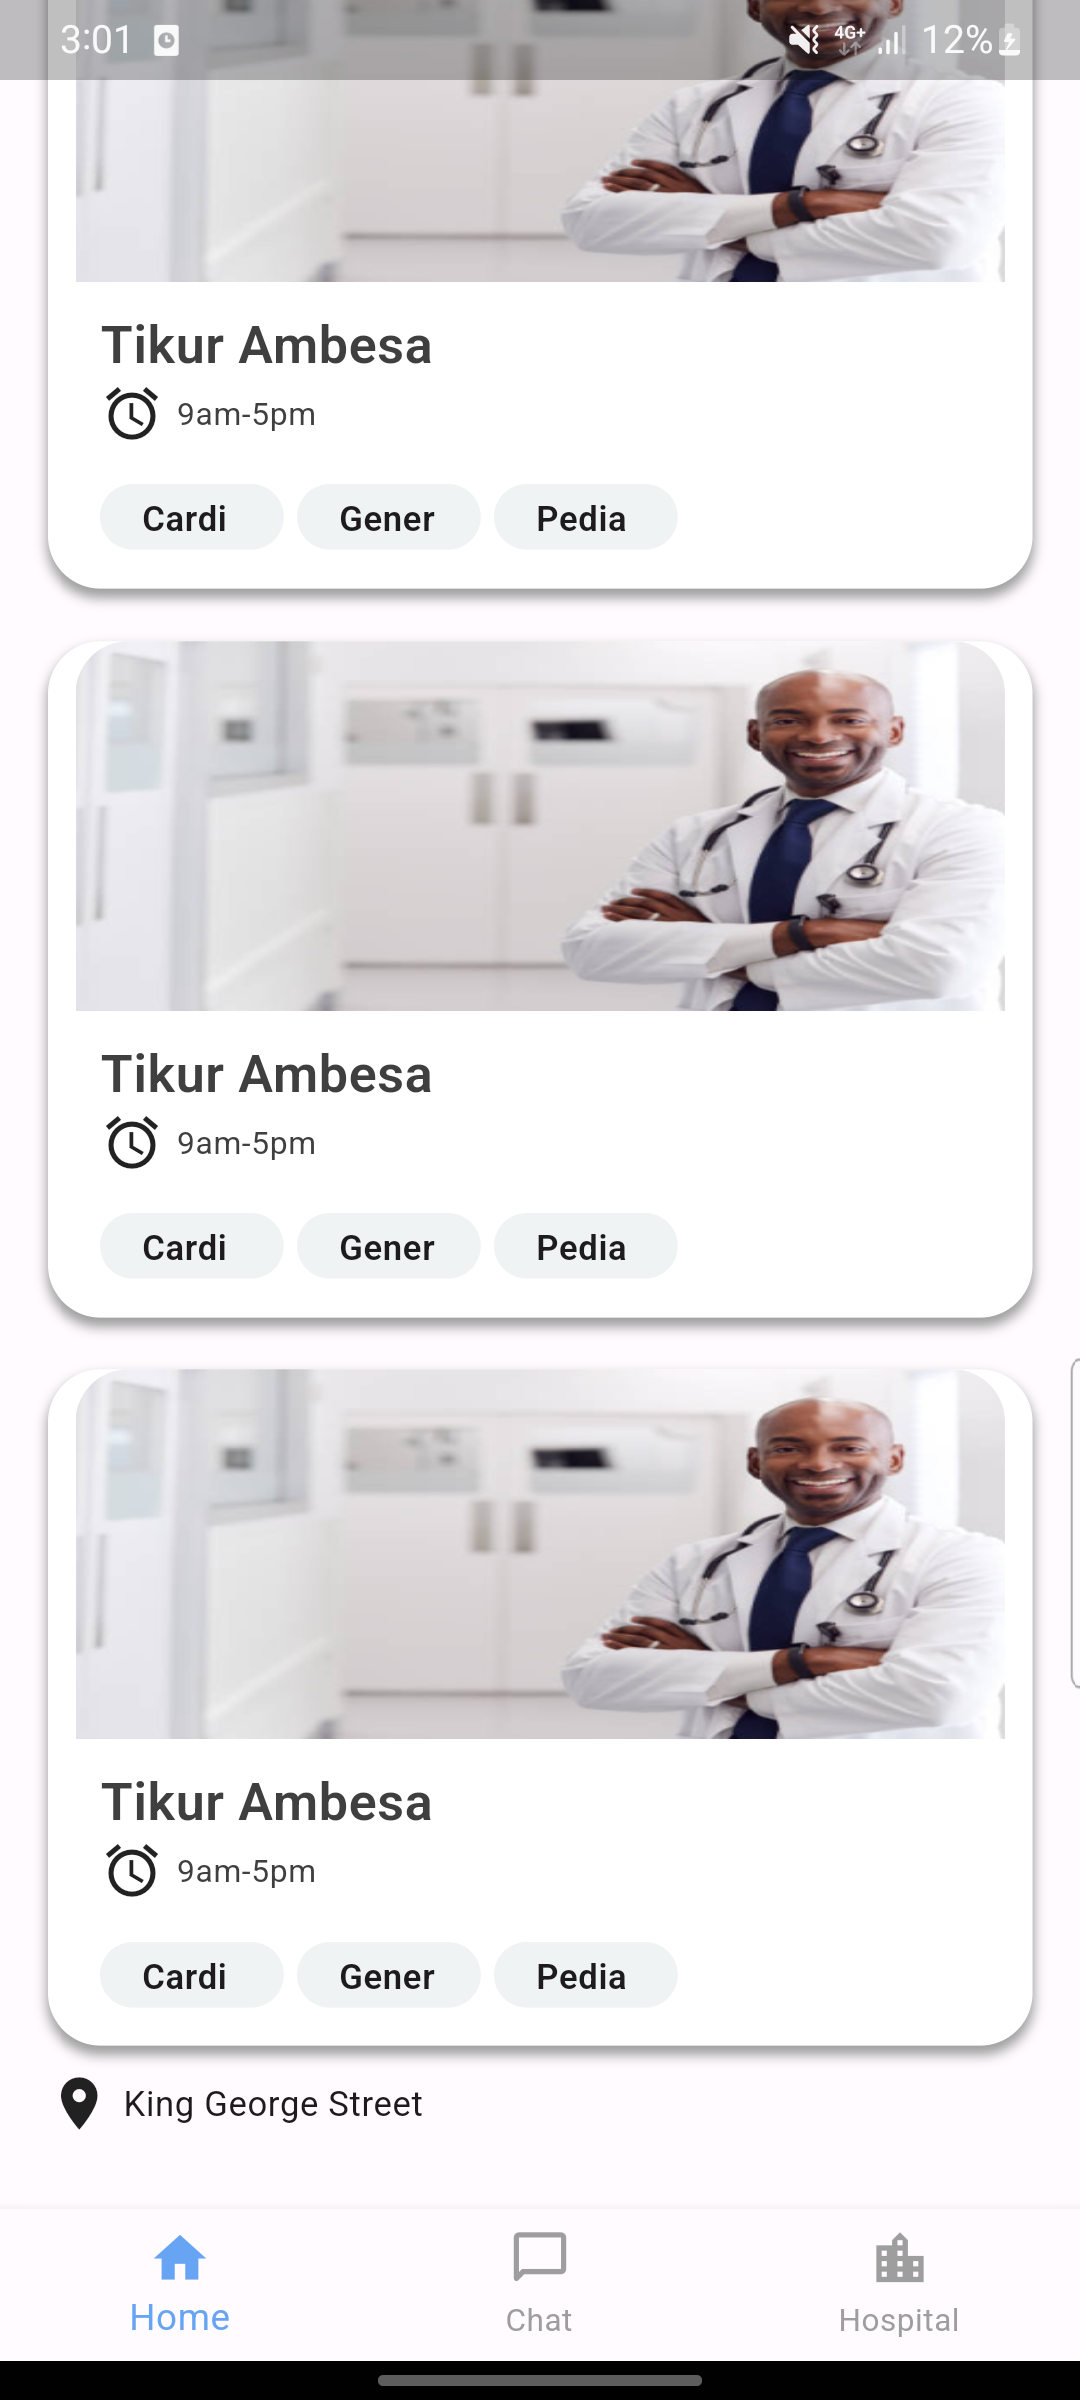 3:01 4G+ 12%
Tikur Ambesa
9am-5pm
Cardi Gener Pedia
Tikur Ambesa
9am-5pm
Cardi Gener Pedia
Tikur Ambesa
9am-5pm
Cardi Gener Pedia
King George Street
Home Chat Hospital